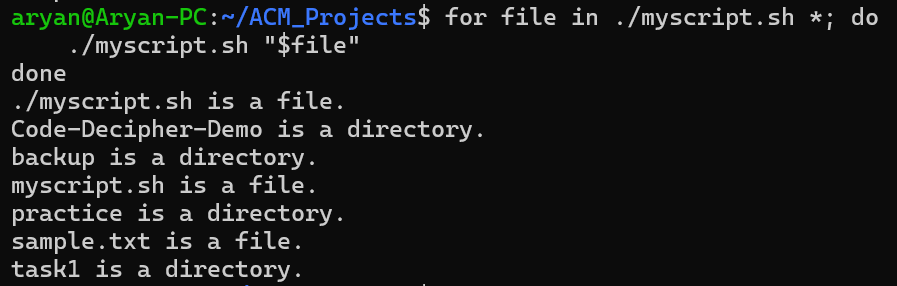 aryan@Aryan-PC:~/ACM_Projects$ for file in ./myscript.sh *; do
    ./myscript.sh "$file"
done
./myscript.sh is a file.
Code-Decipher-Demo is a directory.
backup is a directory.
myscript.sh is a file.
practice is a directory.
sample.txt is a file.
task1 is a directory.